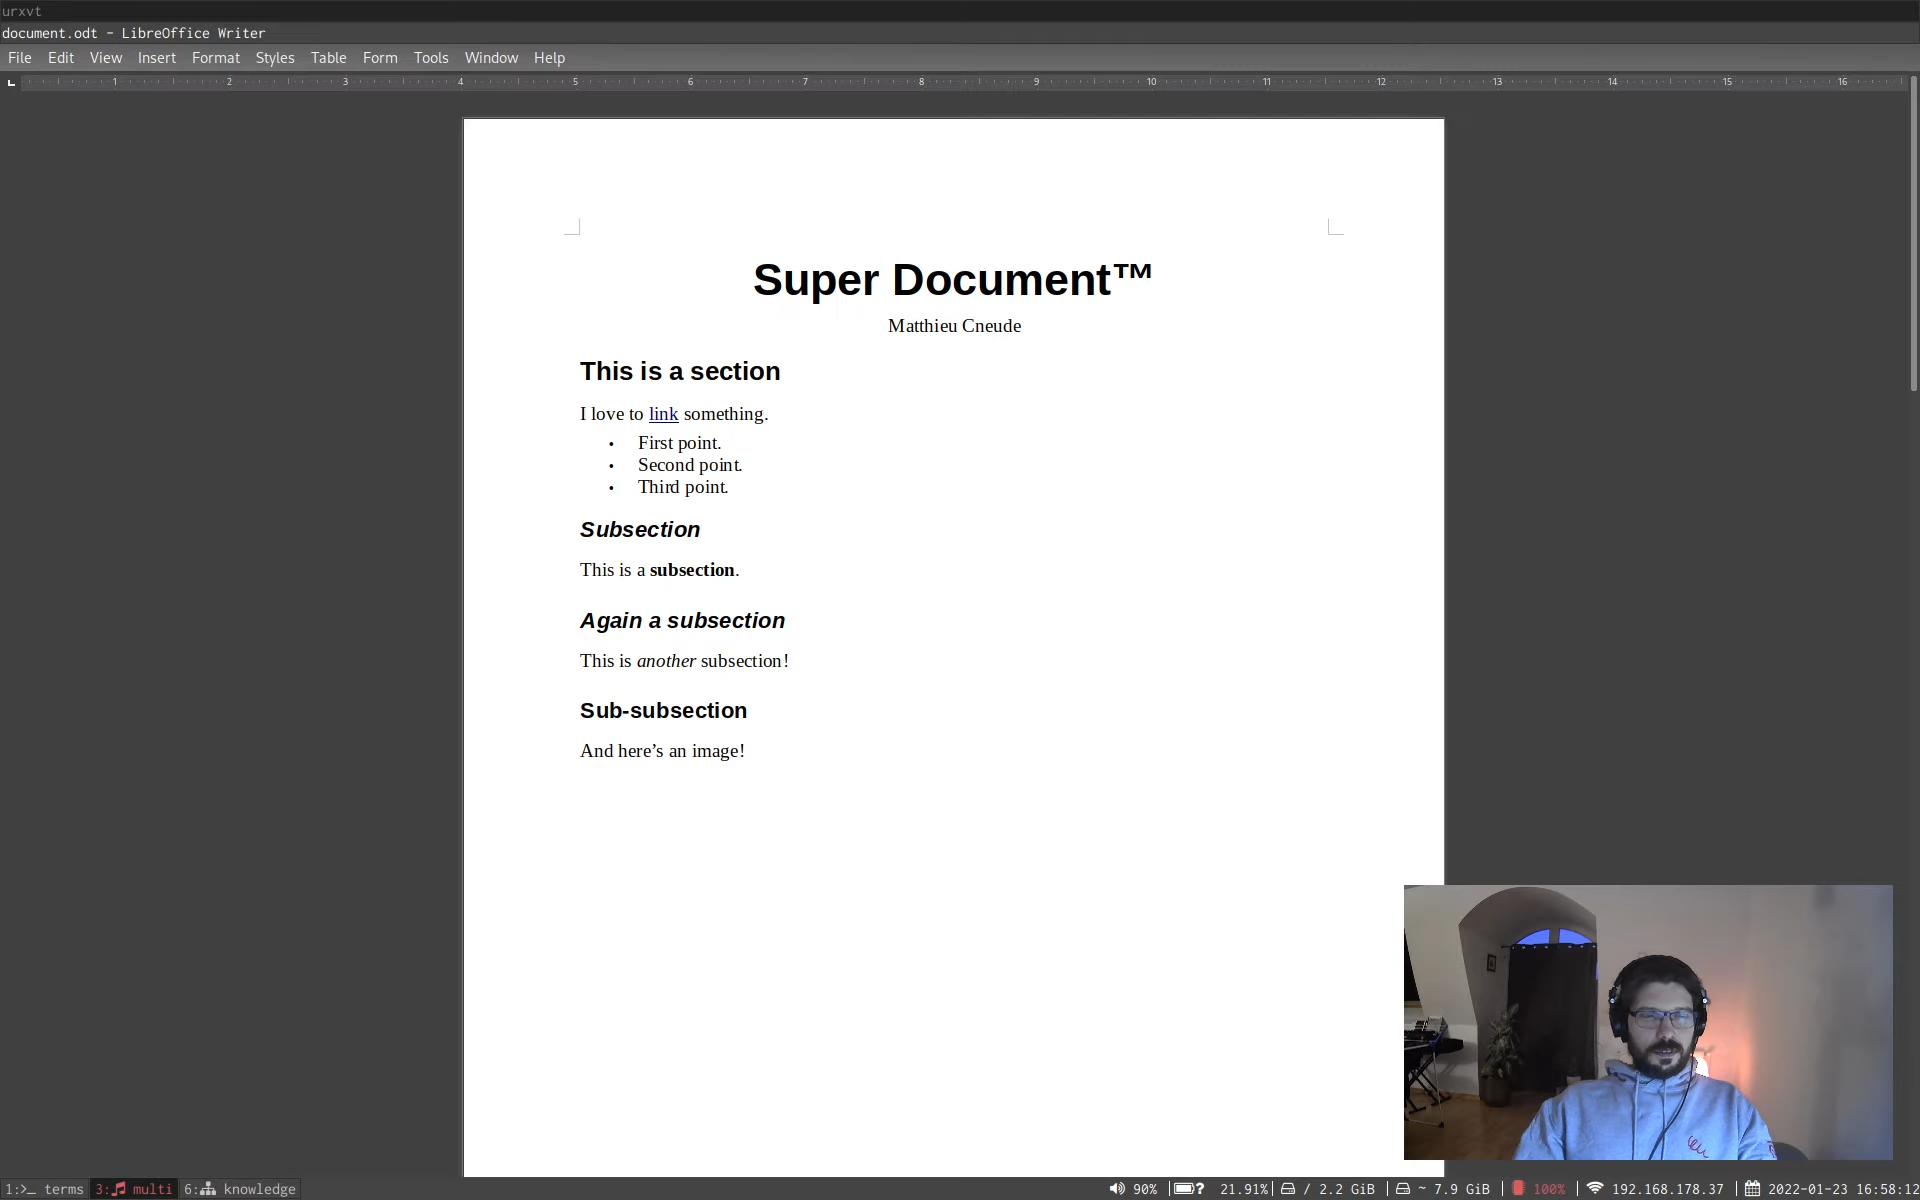 urxvt
document.odt - LibreOffice Writer
File Edit View Insert Format Styles Table Form Tools Window Help
1 2 3 4 5 6 7 8 9 10 11 12 13 14 15 16
Super Document™
Matthieu Cneude
This is a section
I love to link something.
• First point.
• Second point.
• Third point.
Subsection
This is a subsection.
Again a subsection
This is another subsection!
Sub-subsection
And here’s an image!
1:>_ terms 3: multi 6: knowledge 90% ? 21.91% / 2.2 GiB ~ 7.9 GiB 100% 192.168.178.37 2022-01-23 16:58:12